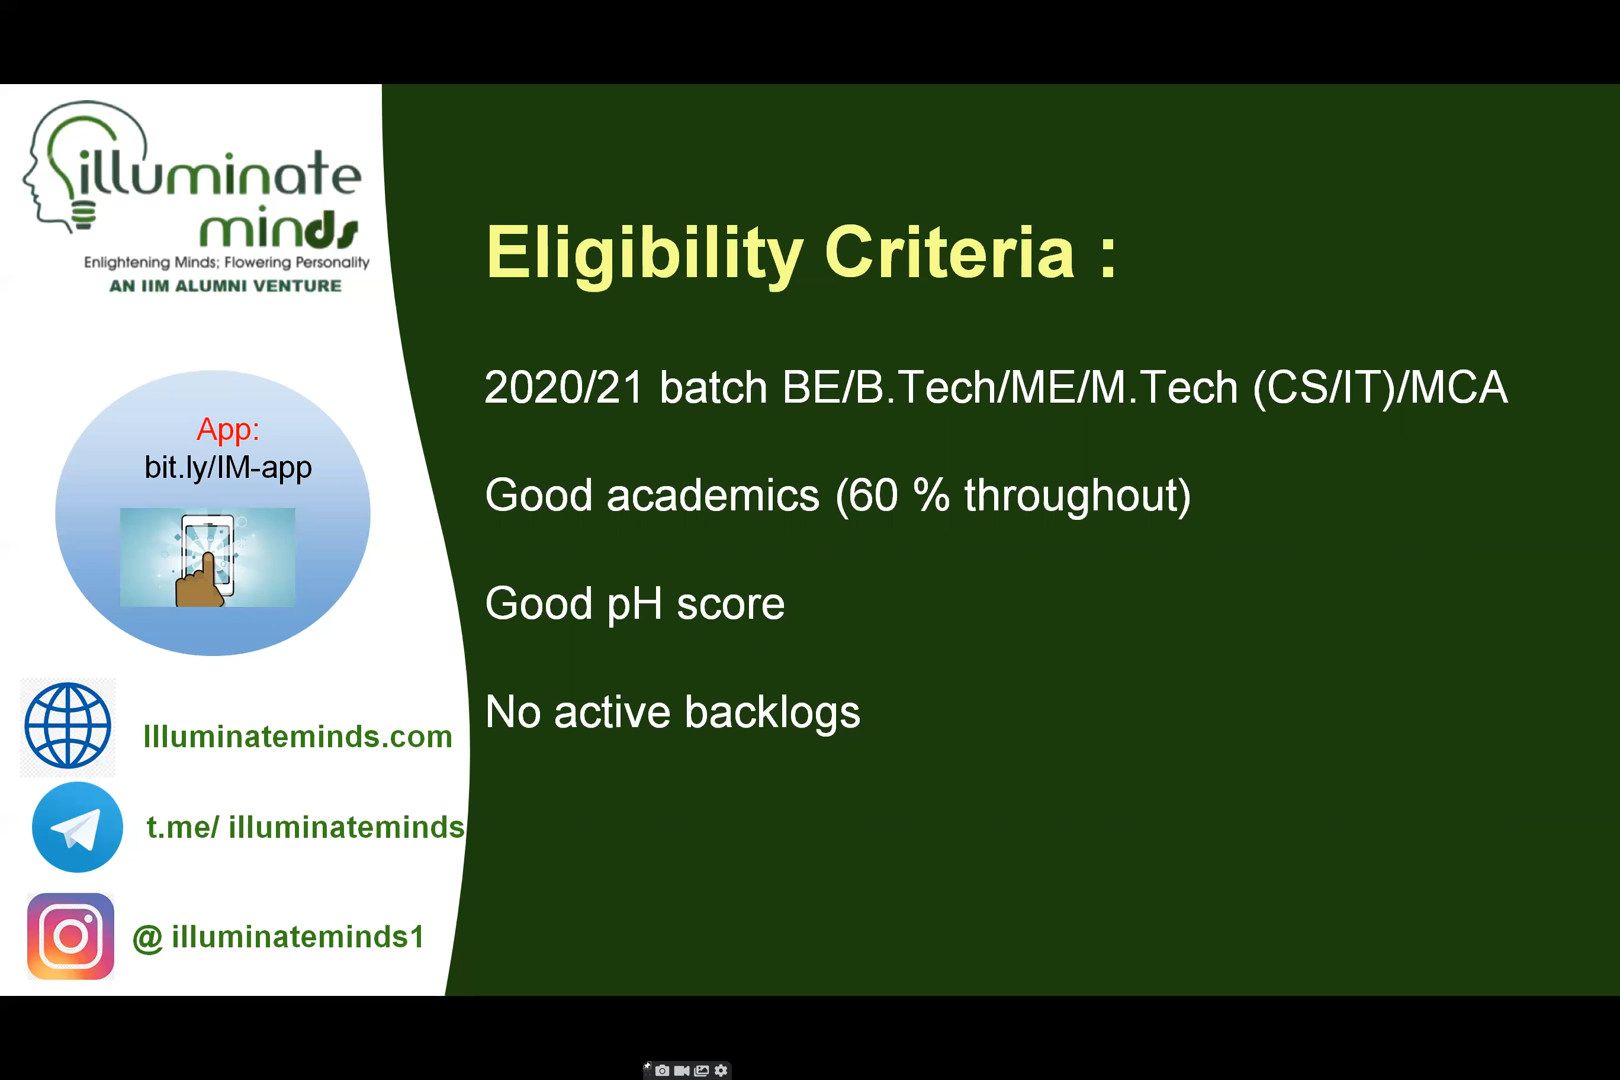 illuminate
minds
Enlightening Minds; Flowering Personality
AN IIM ALUMNI VENTURE
App:
bit.ly/IM-app
Illuminateminds.com
t.me/ illuminateminds
@ illuminateminds1
Eligibility Criteria :
2020/21 batch BE/B.Tech/ME/M.Tech (CS/IT)/MCA
Good academics (60 % throughout)
Good pH score
No active backlogs